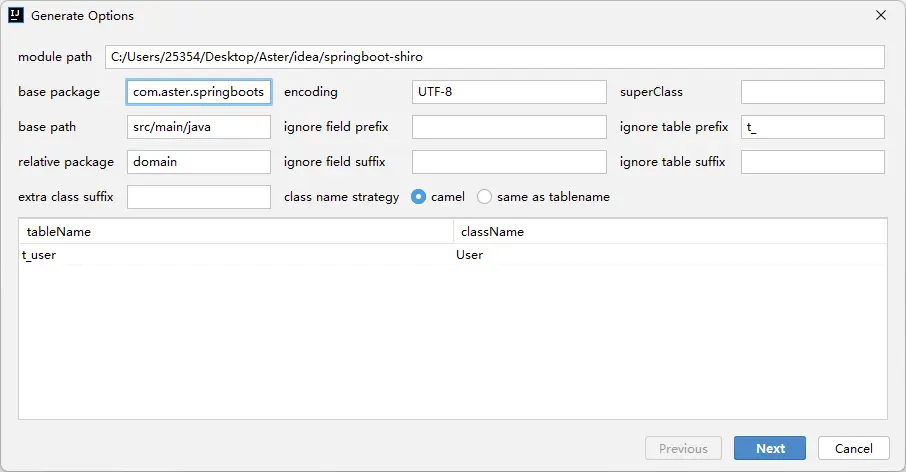 Generate Options
module path C:/Users/25354/Desktop/Aster/idea/springboot-shiro
base package com.aster.springboots encoding UTF-8 superClass
base path src/main/java ignore field prefix ignore table prefix t_
relative package domain ignore field suffix ignore table suffix
extra class suffix class name strategy camel same as tablename
tableName className
t_user User
Previous Next Cancel